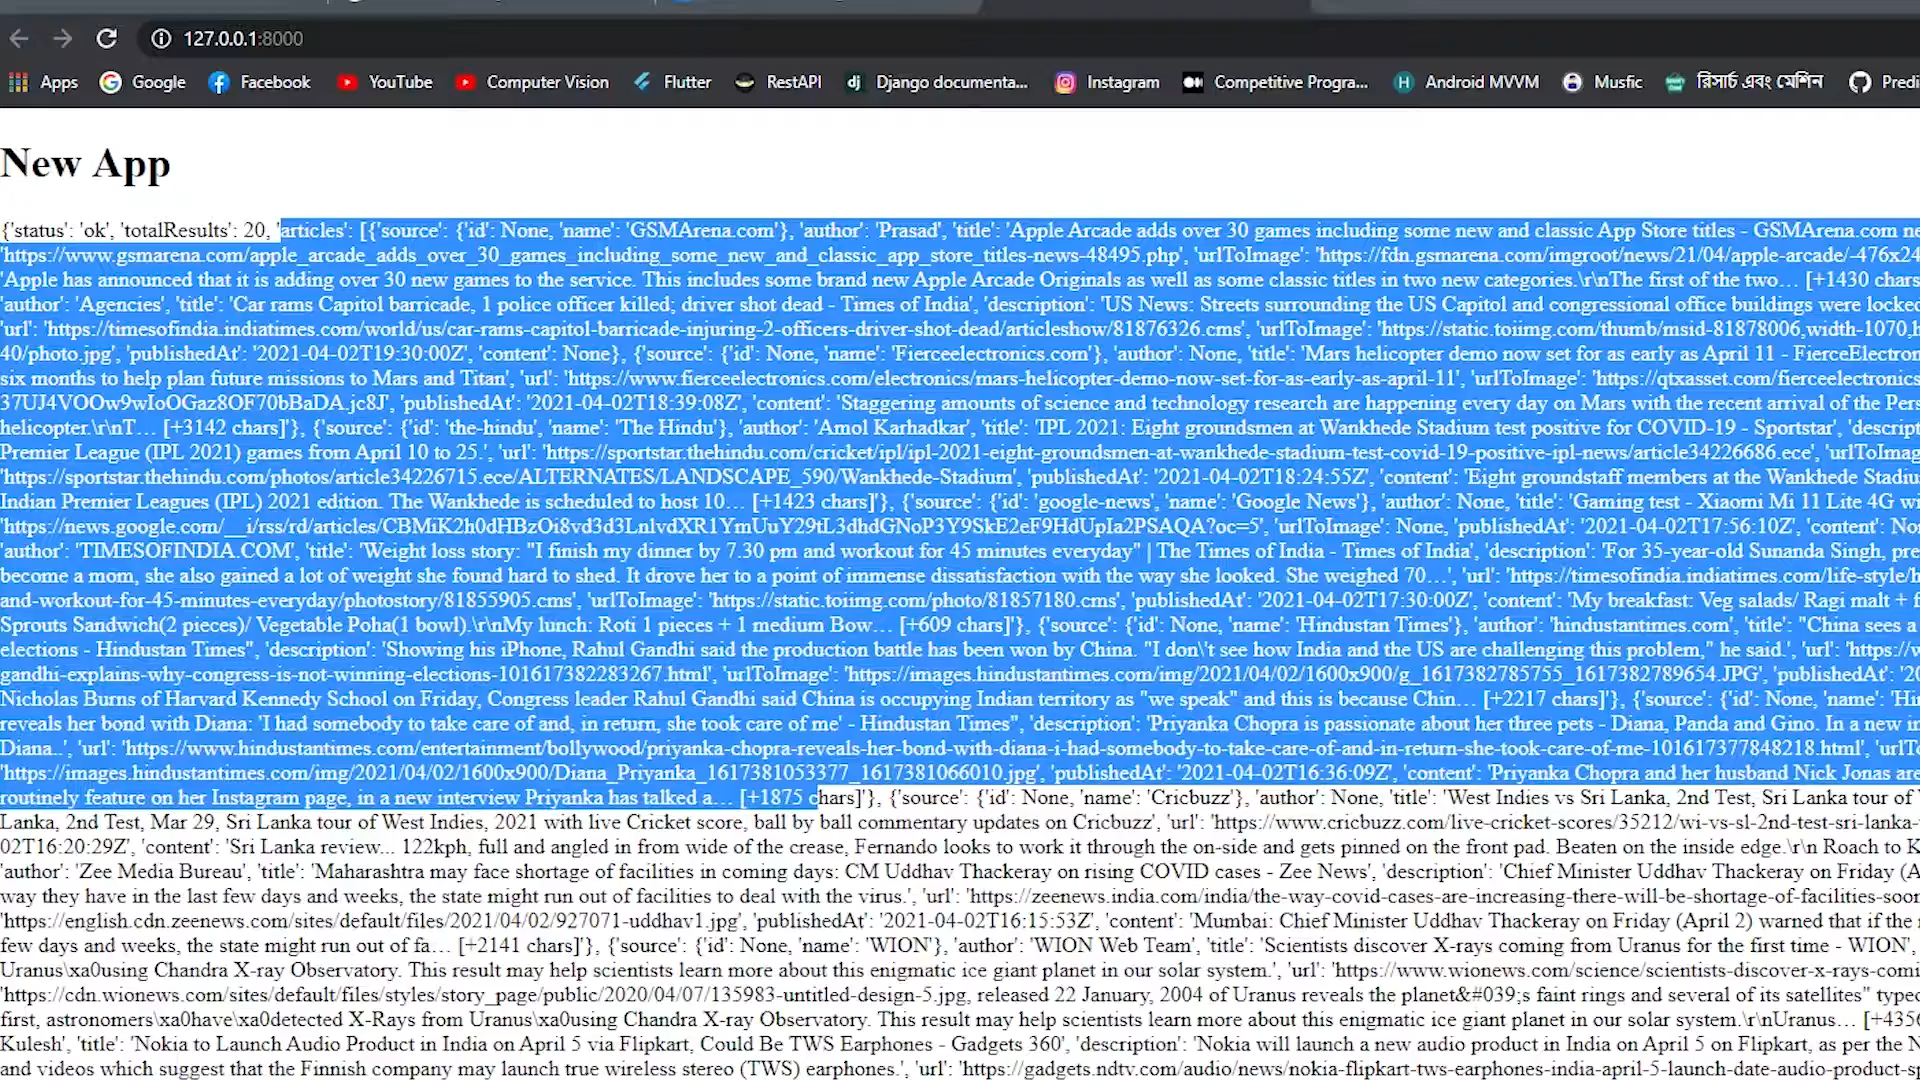 127.0.0.1:8000
Apps Google Facebook YouTube Computer Vision Flutter RestAPI Django documenta... Instagram Competitive Progra... Android MVVM Musfic রিসার্চ এবং মেশিন Predi
New App
{'status': 'ok', 'totalResults': 20, 'articles': [{'source': {'id': None, 'name': 'GSMArena.com'}, 'author': 'Prasad', 'title': 'Apple Arcade adds over 30 games including some new and classic App Store titles - GSMArena.com ne
'https://www.gsmarena.com/apple_arcade_adds_over_30_games_including_some_new_and_classic_app_store_titles-news-48495.php', 'urlToImage': 'https://fdn.gsmarena.com/imgroot/news/21/04/apple-arcade/-476x24
'Apple has announced that it is adding over 30 new games to the service. This includes some brand new Apple Arcade Originals as well as some classic titles in two new categories.\r\nThe first of the two… [+1430 chars
'author': 'Agencies', 'title': 'Car rams Capitol barricade, 1 police officer killed; driver shot dead - Times of India', 'description': 'US News: Streets surrounding the US Capitol and congressional office buildings were locked
'url': 'https://timesofindia.indiatimes.com/world/us/car-rams-capitol-barricade-injuring-2-officers-driver-shot-dead/articleshow/81876326.cms', 'urlToImage': 'https://static.toiimg.com/thumb/msid-81878006,width-1070,h
40/photo.jpg', 'publishedAt': '2021-04-02T19:30:00Z', 'content': None}, {'source': {'id': None, 'name': 'Fierceelectronics.com'}, 'author': None, 'title': 'Mars helicopter demo now set for as early as April 11 - FierceElectron
six months to help plan future missions to Mars and Titan', 'url': 'https://www.fierceelectronics.com/electronics/mars-helicopter-demo-now-set-for-as-early-as-april-11', 'urlToImage': 'https://qtxasset.com/fierceelectronics
37UJ4VOOw9wIoOGaz8OF70bBaDA.jc8J', 'publishedAt': '2021-04-02T18:39:08Z', 'content': 'Staggering amounts of science and technology research are happening every day on Mars with the recent arrival of the Pers
helicopter.\r\nT… [+3142 chars]'}, {'source': {'id': 'the-hindu', 'name': 'The Hindu'}, 'author': 'Amol Karhadkar', 'title': 'IPL 2021: Eight groundsmen at Wankhede Stadium test positive for COVID-19 - Sportstar', 'descript
Premier League (IPL 2021) games from April 10 to 25.', 'url': 'https://sportstar.thehindu.com/cricket/ipl/ipl-2021-eight-groundsmen-at-wankhede-stadium-test-covid-19-positive-ipl-news/article34226686.ece', 'urlToImag
'https://sportstar.thehindu.com/photos/article34226715.ece/ALTERNATES/LANDSCAPE_590/Wankhede-Stadium', 'publishedAt': '2021-04-02T18:24:55Z', 'content': 'Eight groundstaff members at the Wankhede Stadiu
Indian Premier Leagues (IPL) 2021 edition. The Wankhede is scheduled to host 10… [+1423 chars]'}, {'source': {'id': 'google-news', 'name': 'Google News'}, 'author': None, 'title': 'Gaming test - Xiaomi Mi 11 Lite 4G wi
'https://news.google.com/__i/rss/rd/articles/CBMiK2h0dHBzOi8vd3d3LnlvdXR1YmUuY29tL3dhdGNoP3Y9SkE2eF9HdUpIa2PSAQA?oc=5', 'urlToImage': None, 'publishedAt': '2021-04-02T17:56:10Z', 'content': Non
'author': 'TIMESOFINDIA.COM', 'title': 'Weight loss story: "I finish my dinner by 7.30 pm and workout for 45 minutes everyday" | The Times of India - Times of India', 'description': 'For 35-year-old Sunanda Singh, pre
become a mom, she also gained a lot of weight she found hard to shed. It drove her to a point of immense dissatisfaction with the way she looked. She weighed 70…', 'url': 'https://timesofindia.indiatimes.com/life-style/h
and-workout-for-45-minutes-everyday/photostory/81855905.cms', 'urlToImage': 'https://static.toiimg.com/photo/81857180.cms', 'publishedAt': '2021-04-02T17:30:00Z', 'content': 'My breakfast: Veg salads/ Ragi malt + f
Sprouts Sandwich(2 pieces)/ Vegetable Poha(1 bowl).\r\nMy lunch: Roti 1 pieces + 1 medium Bow… [+609 chars]'}, {'source': {'id': None, 'name': 'Hindustan Times'}, 'author': 'hindustantimes.com', 'title': "China sees a
elections - Hindustan Times", 'description': 'Showing his iPhone, Rahul Gandhi said the production battle has been won by China. "I don\'t see how India and the US are challenging this problem," he said.', 'url': 'https://w
gandhi-explains-why-congress-is-not-winning-elections-101617382283267.html', 'urlToImage': 'https://images.hindustantimes.com/img/2021/04/02/1600x900/g_1617382785755_1617382789654.JPG', 'publishedAt': '20
Nicholas Burns of Harvard Kennedy School on Friday, Congress leader Rahul Gandhi said China is occupying Indian territory as "we speak" and this is because Chin… [+2217 chars]'}, {'source': {'id': None, 'name': 'Hin
reveals her bond with Diana: 'I had somebody to take care of and, in return, she took care of me' - Hindustan Times", 'description': 'Priyanka Chopra is passionate about her three pets - Diana, Panda and Gino. In a new in
Diana..', 'url': 'https://www.hindustantimes.com/entertainment/bollywood/priyanka-chopra-reveals-her-bond-with-diana-i-had-somebody-to-take-care-of-and-in-return-she-took-care-of-me-101617377848218.html', 'urlTo
'https://images.hindustantimes.com/img/2021/04/02/1600x900/Diana_Priyanka_1617381053377_1617381066010.jpg', 'publishedAt': '2021-04-02T16:36:09Z', 'content': 'Priyanka Chopra and her husband Nick Jonas are
routinely feature on her Instagram page, in a new interview Priyanka has talked a… [+1875 chars]'}, {'source': {'id': None, 'name': 'Cricbuzz'}, 'author': None, 'title': 'West Indies vs Sri Lanka, 2nd Test, Sri Lanka tour of
Lanka, 2nd Test, Mar 29, Sri Lanka tour of West Indies, 2021 with live Cricket score, ball by ball commentary updates on Cricbuzz', 'url': 'https://www.cricbuzz.com/live-cricket-scores/35212/wi-vs-sl-2nd-test-sri-lanka-
02T16:20:29Z', 'content': 'Sri Lanka review... 122kph, full and angled in from wide of the crease, Fernando looks to work it through the on-side and gets pinned on the front pad. Beaten on the inside edge.\r\n Roach to K
'author': 'Zee Media Bureau', 'title': 'Maharashtra may face shortage of facilities in coming days: CM Uddhav Thackeray on rising COVID cases - Zee News', 'description': 'Chief Minister Uddhav Thackeray on Friday (A
way they have in the last few days and weeks, the state might run out of facilities to deal with the virus.', 'url': 'https://zeenews.india.com/india/the-way-covid-cases-are-increasing-there-will-be-shortage-of-facilities-soon
'https://english.cdn.zeenews.com/sites/default/files/2021/04/02/927071-uddhav1.jpg', 'publishedAt': '2021-04-02T16:15:53Z', 'content': 'Mumbai: Chief Minister Uddhav Thackeray on Friday (April 2) warned that if the
few days and weeks, the state might run out of fa… [+2141 chars]'}, {'source': {'id': None, 'name': 'WION'}, 'author': 'WION Web Team', 'title': 'Scientists discover X-rays coming from Uranus for the first time - WION',
Uranus\xa0using Chandra X-ray Observatory. This result may help scientists learn more about this enigmatic ice giant planet in our solar system.', 'url': 'https://www.wionews.com/science/scientists-discover-x-rays-comi
'https://cdn.wionews.com/sites/default/files/styles/story_page/public/2020/04/07/135983-untitled-design-5.jpg, released 22 January, 2004 of Uranus reveals the planet&#039;s faint rings and several of its satellites" typeo
first, astronomers\xa0have\xa0detected X-Rays from Uranus\xa0using Chandra X-ray Observatory. This result may help scientists learn more about this enigmatic ice giant planet in our solar system.\r\nUranus… [+4356
Kulesh', 'title': 'Nokia to Launch Audio Product in India on April 5 via Flipkart, Could Be TWS Earphones - Gadgets 360', 'description': 'Nokia will launch a new audio product in India on April 5 on Flipkart, as per the N
and videos which suggest that the Finnish company may launch true wireless stereo (TWS) earphones.', 'url': 'https://gadgets.ndtv.com/audio/news/nokia-flipkart-tws-earphones-india-april-5-launch-date-audio-product-sp